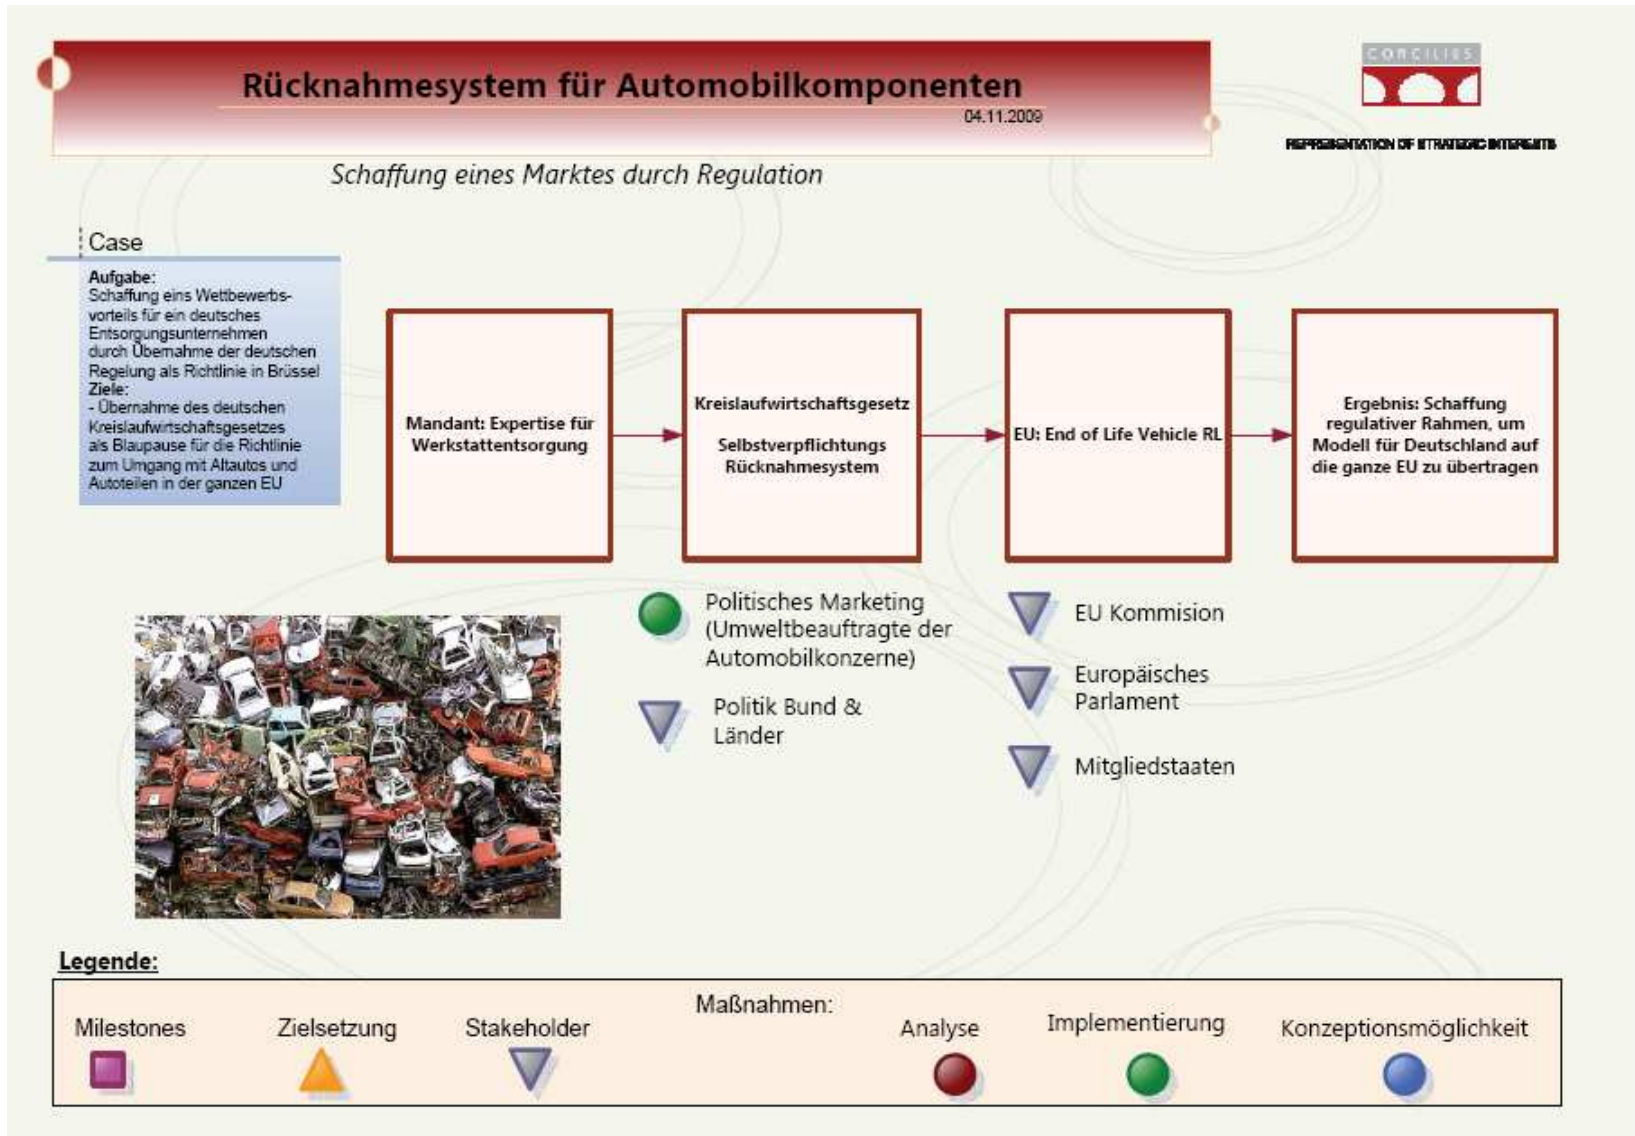 Rücknahmesystem für Automobilkomponenten
04.11.2009
CONCILIUS
REPRESENTATION OF STRATEGIC INTERESTS
Schaffung eines Marktes durch Regulation
Case
Aufgabe:
Schaffung eins Wettbewerbs-
vorteils für ein deutsches
Entsorgungsunternehmen
durch Übernahme der deutschen
Regelung als Richtlinie in Brüssel
Ziele:
- Übernahme des deutschen
Kreislaufwirtschaftsgesetzes
als Blaupause für die Richtlinie
zum Umgang mit Altautos und
Autoteilen in der ganzen EU
Mandant: Expertise für
Werkstattentsorgung
Kreislaufwirtschaftsgesetz
Selbstverpflichtungs
Rücknahmesystem
EU: End of Life Vehicle RL
Ergebnis: Schaffung
regulativer Rahmen, um
Modell für Deutschland auf
die ganze EU zu übertragen
Politisches Marketing
(Umweltbeauftragte der
Automobilkonzerne)
Politik Bund &
Länder
EU Kommision
Europäisches
Parlament
Mitgliedstaaten
Legende:
Milestones
Zielsetzung
Stakeholder
Maßnahmen:
Analyse
Implementierung
Konzeptionsmöglichkeit